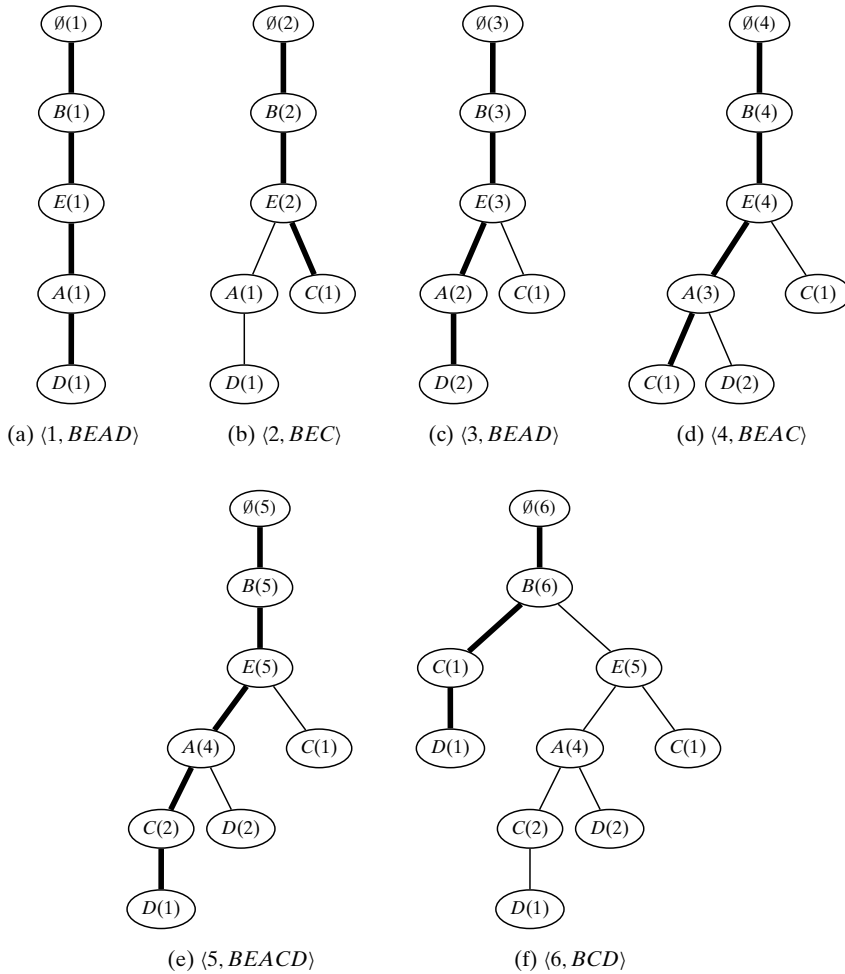 ∅(1) ∅(2) ∅(3) ∅(4)
B(1) B(2) B(3) B(4)
E(1) E(2) E(3) E(4)
A(1) A(1) C(1) A(2) C(1) A(3) C(1)
D(1) D(1) D(2) C(1) D(2)
(a) ⟨1, BEAD⟩ (b) ⟨2, BEC⟩ (c) ⟨3, BEAD⟩ (d) ⟨4, BEAC⟩
∅(5) ∅(6)
B(5) B(6)
E(5) C(1) E(5)
A(4) C(1) D(1) A(4) C(1)
C(2) D(2) C(2) D(2)
D(1) D(1)
(e) ⟨5, BEACD⟩ (f) ⟨6, BCD⟩